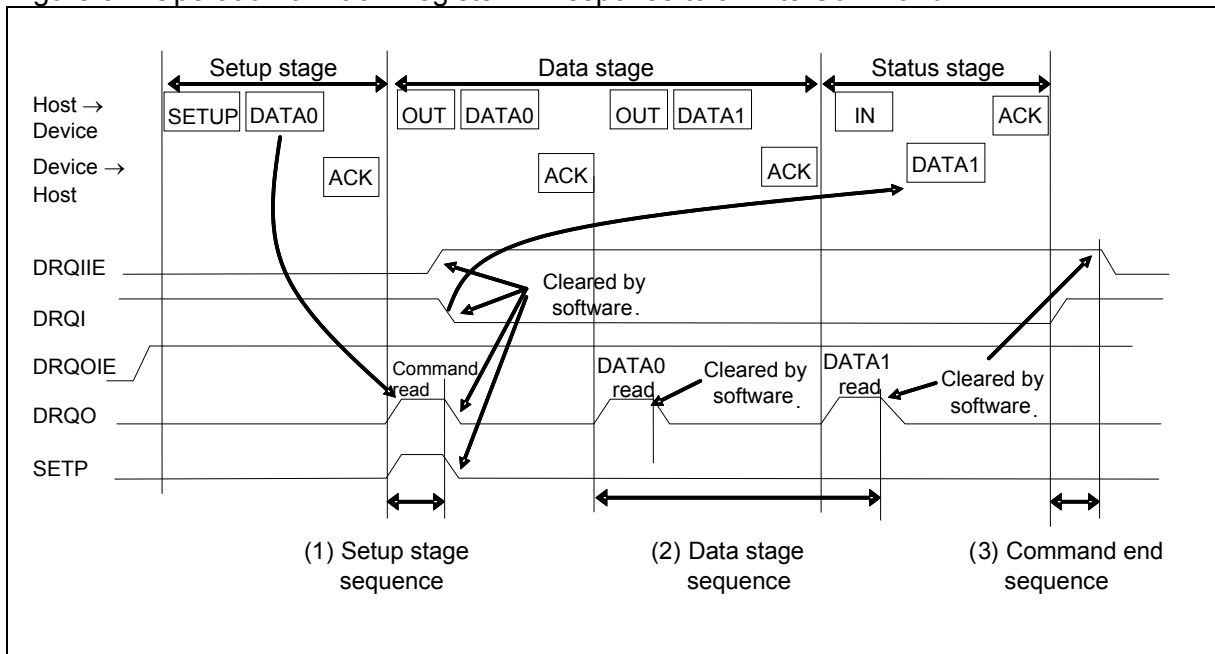 Setup stage Data stage Status stage
Host →
Device
SETUP DATA0 OUT DATA0 OUT DATA1 IN ACK
Device →
Host
ACK ACK ACK DATA1
DRQIIE
Cleared by
software.
DRQI
DRQOIE
Command
read
DATA0
read
Cleared by
software.
DATA1
read
Cleared by
software.
DRQO
SETP
(1) Setup stage
sequence
(2) Data stage
sequence
(3) Command end
sequence